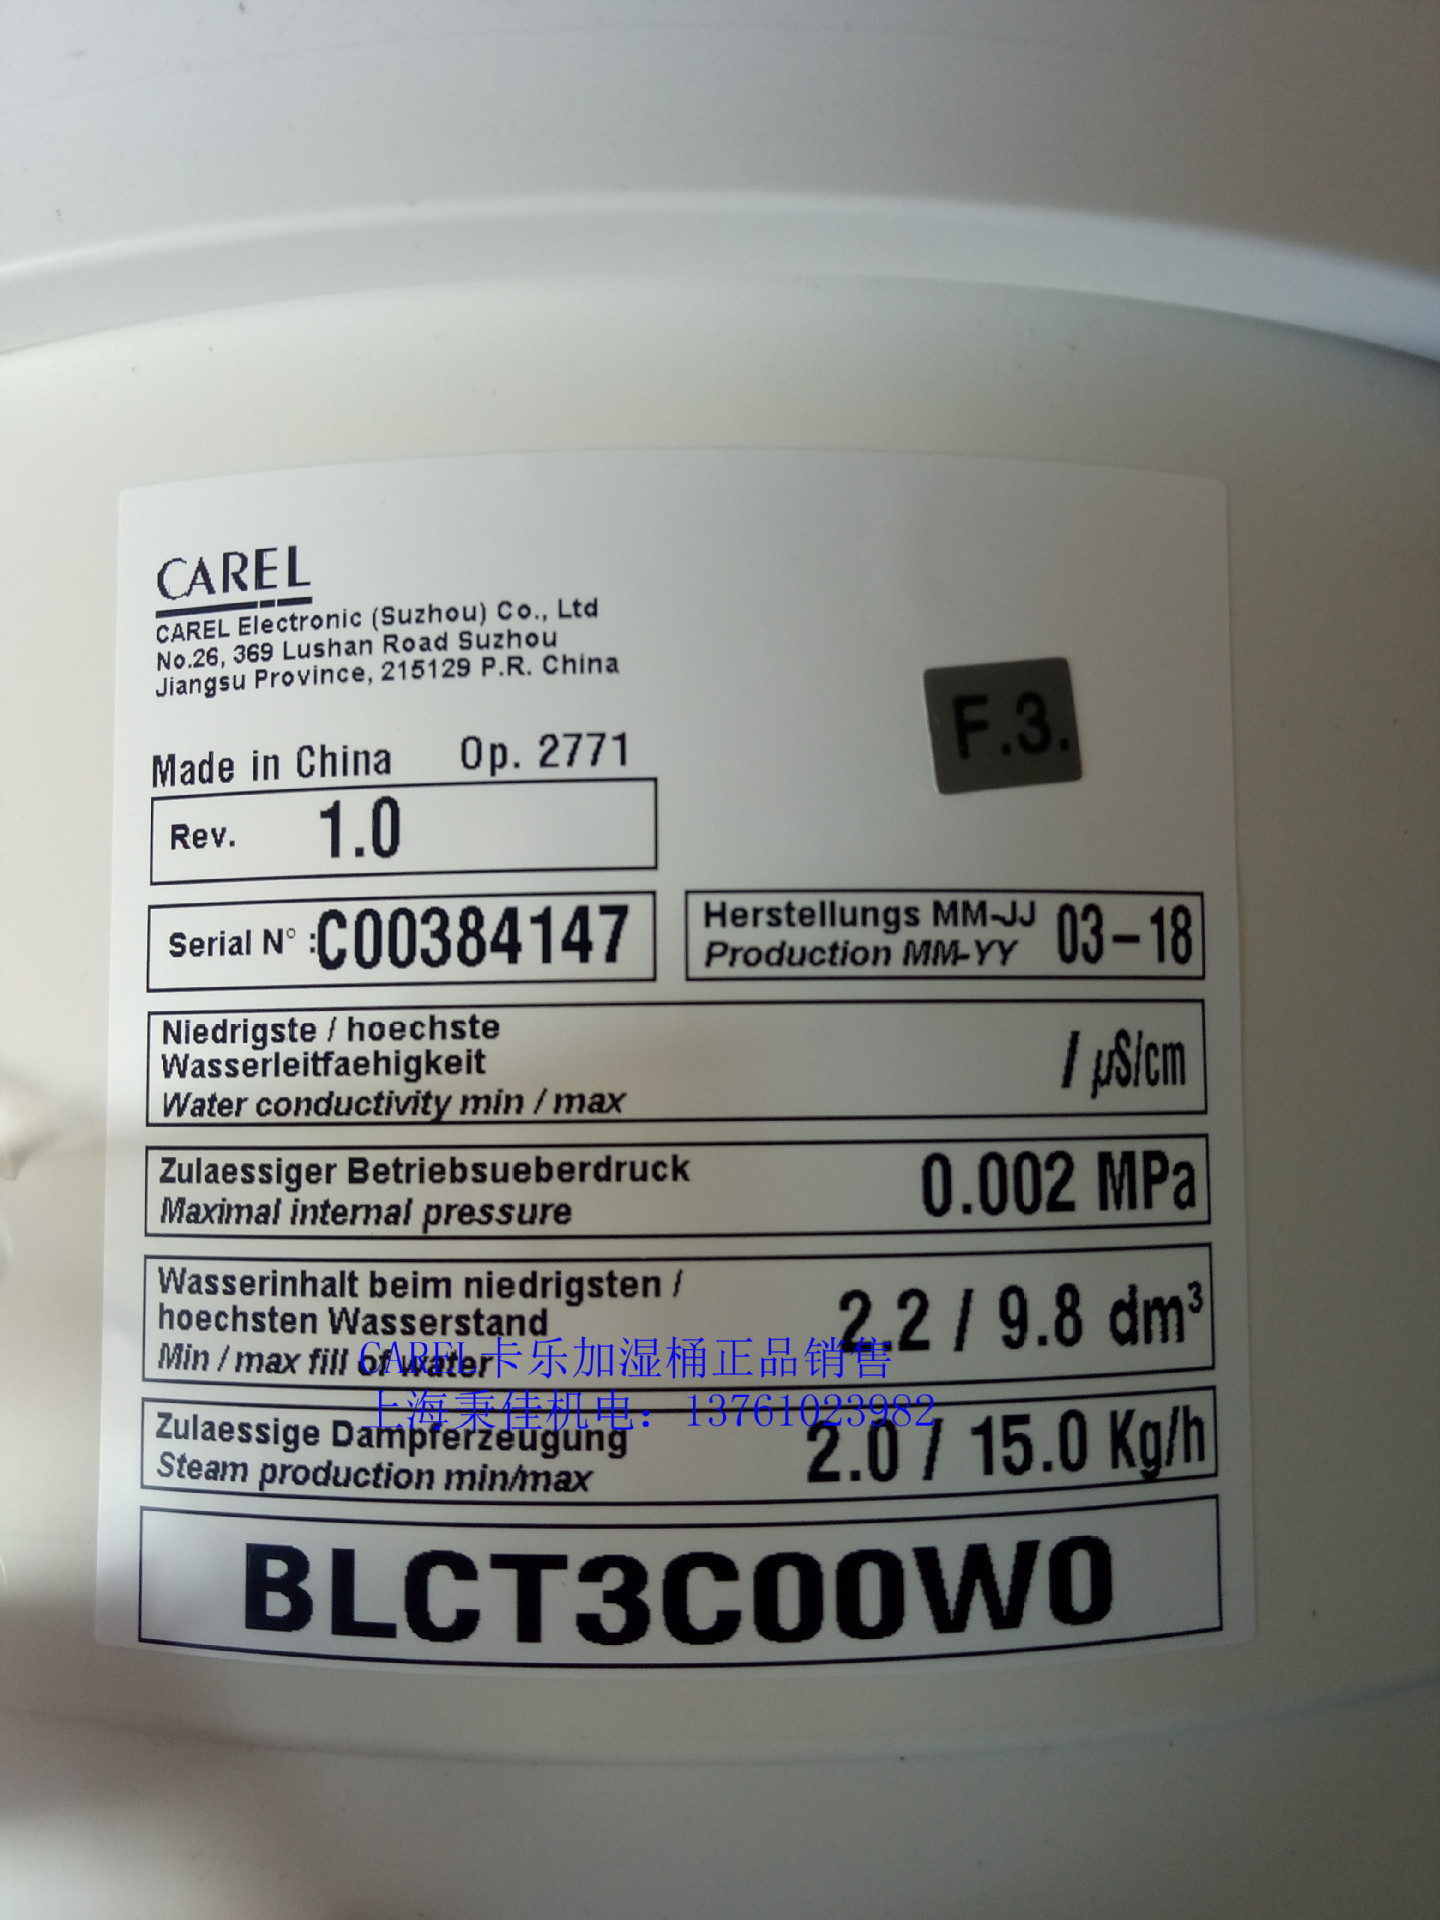 CAREL
CAREL Electronic (Suzhou) Co., Ltd
No.26, 369 Lushan Road Suzhou
Jiangsu Province, 215129 P.R. China
F.3.
Made in China Op. 2771
Rev. 1.0
Serial N° :C00384147
Herstellungs MM-JJ
Production MM-YY
03-18
Niedrigste / hoechste
Wasserleitfaehigkeit
Water conductivity min / max
/ µS/cm
Zulaessiger Betriebsueberdruck
Maximal internal pressure
0.002 MPa
Wasserinhalt beim niedrigsten /
hoechsten Wasserstand
Min / max fill of water
2.2 / 9.8 dm³
CAREL卡乐加湿桶正品销售
上海秉佳机电：13761023982
Zulaessige Dampferzeugung
Steam production min/max
2.0 / 15.0 Kg/h
BLCT3C00W0